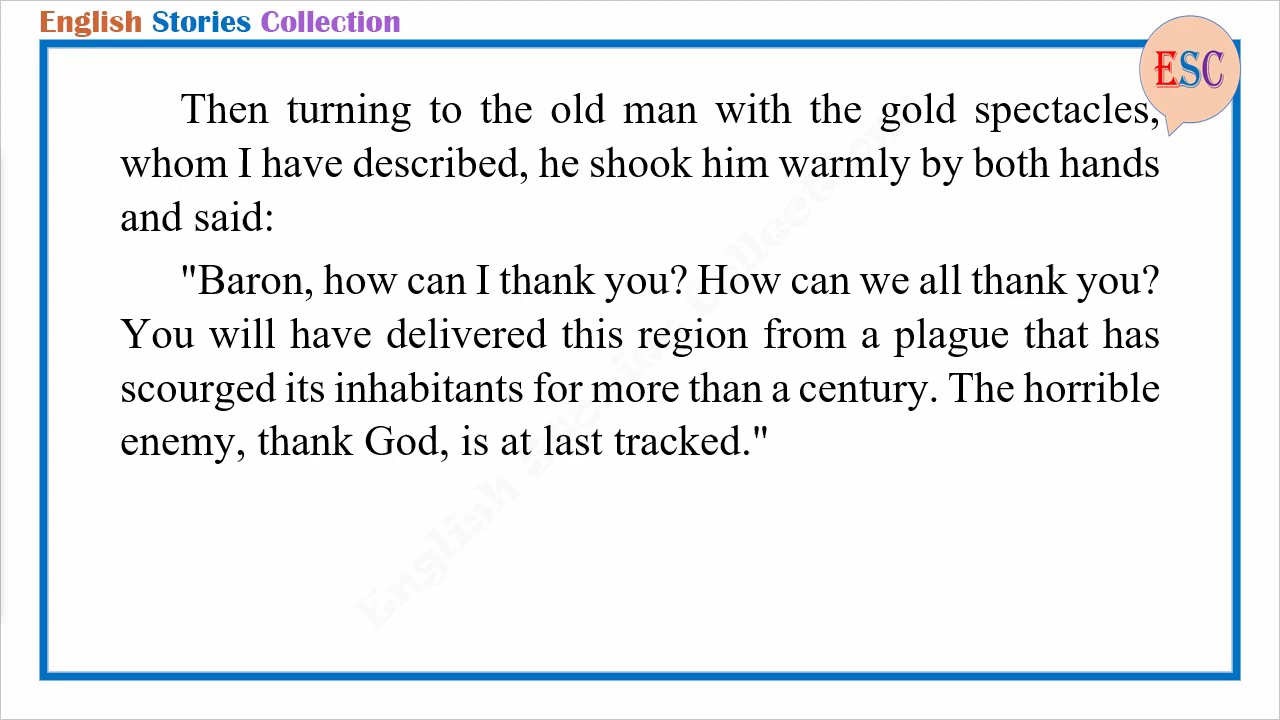 English Stories Collection
ESC
Then turning to the old man with the gold spectacles,
whom I have described, he shook him warmly by both hands
and said:
"Baron, how can I thank you? How can we all thank you?
You will have delivered this region from a plague that has
scourged its inhabitants for more than a century. The horrible
enemy, thank God, is at last tracked."
English Stories Collection